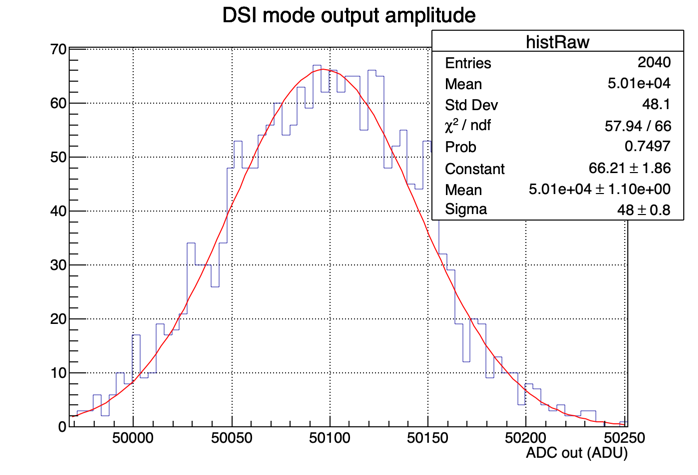 DSI mode output amplitude
histRaw
Entries 2040
Mean 5.01e+04
Std Dev 48.1
χ² / ndf 57.94 / 66
Prob 0.7497
Constant 66.21 ± 1.86
Mean 5.01e+04 ± 1.10e+00
Sigma 48 ± 0.8
70
60
50
40
30
20
10
0
50000 50050 50100 50150 50200 50250
ADC out (ADU)